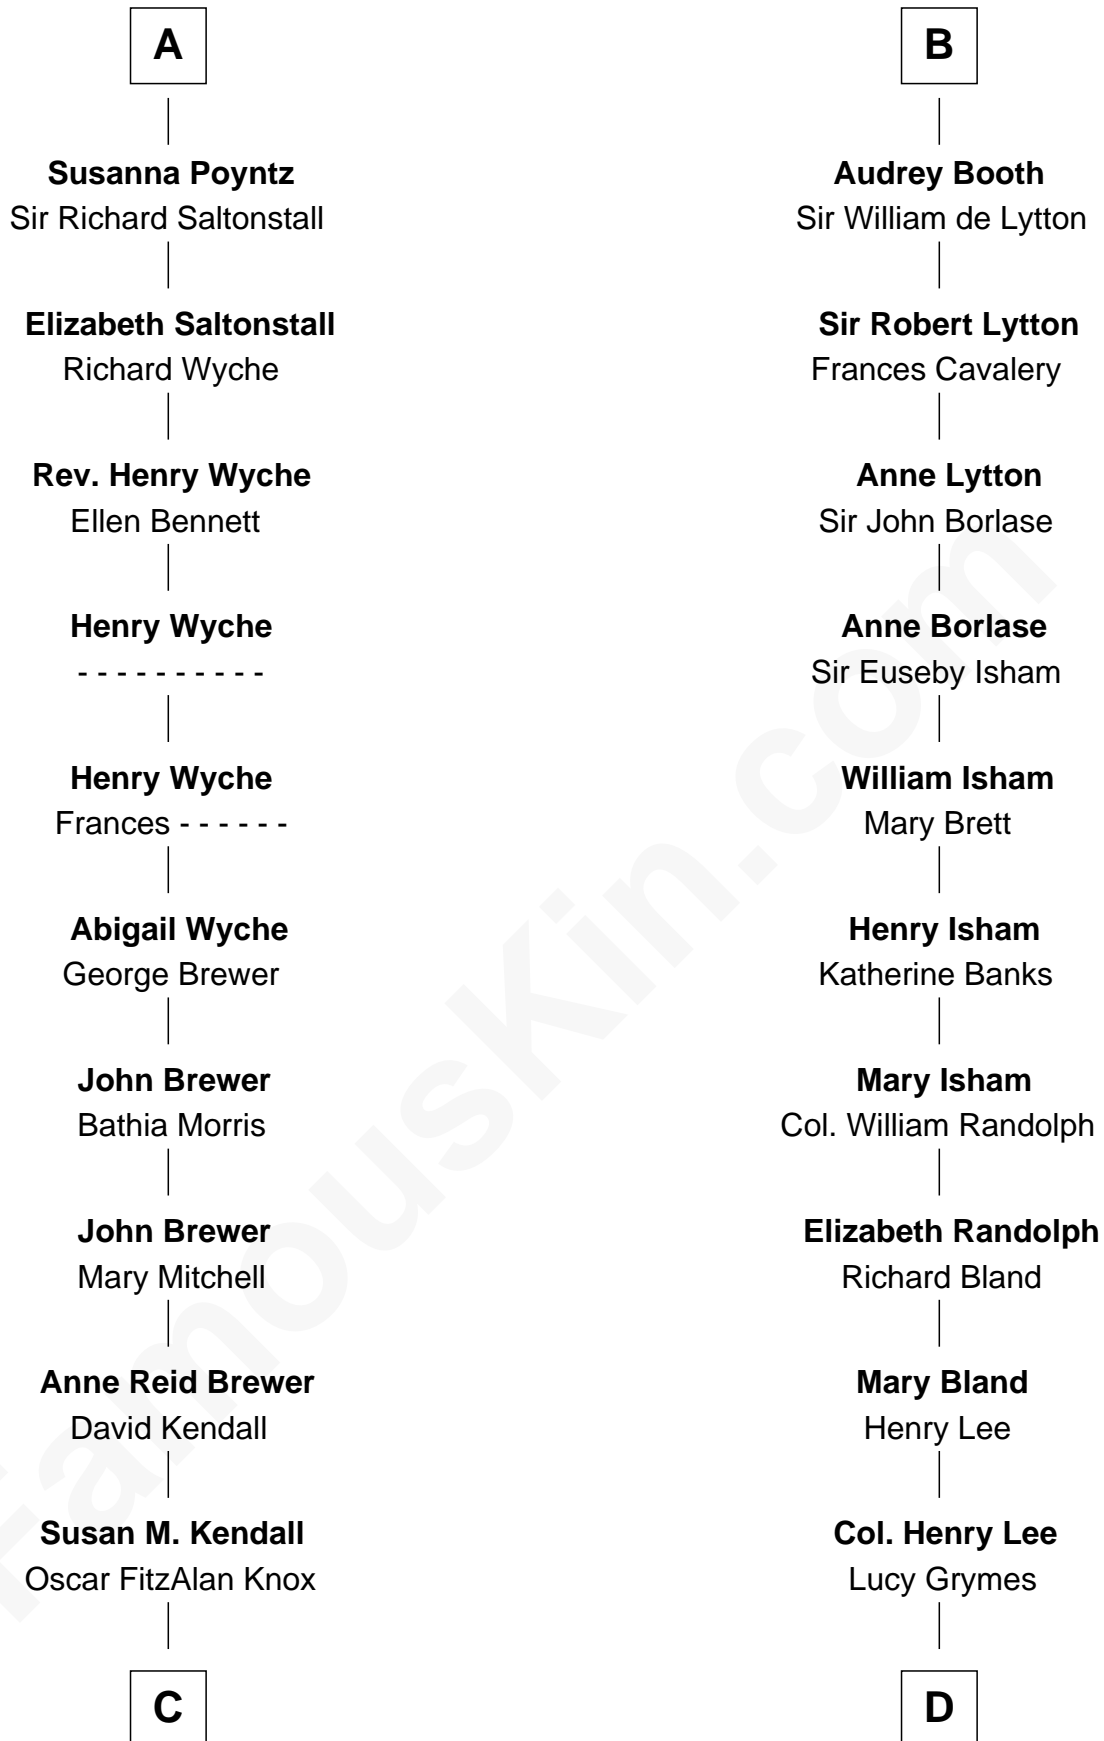 A
Susanna Poyntz
Sir Richard Saltonstall
Elizabeth Saltonstall
Richard Wyche
Rev. Henry Wyche
Ellen Bennett
Henry Wyche
- - - - - - - - - -
Henry Wyche
Frances - - - - - -
Abigail Wyche
George Brewer
John Brewer
Bathia Morris
John Brewer
Mary Mitchell
Anne Reid Brewer
David Kendall
Susan M. Kendall
Oscar FitzAlan Knox
C
B
Audrey Booth
Sir William de Lytton
Sir Robert Lytton
Frances Cavalery
Anne Lytton
Sir John Borlase
Anne Borlase
Sir Euseby Isham
William Isham
Mary Brett
Henry Isham
Katherine Banks
Mary Isham
Col. William Randolph
Elizabeth Randolph
Richard Bland
Mary Bland
Henry Lee
Col. Henry Lee
Lucy Grymes
D
FamousKin.com